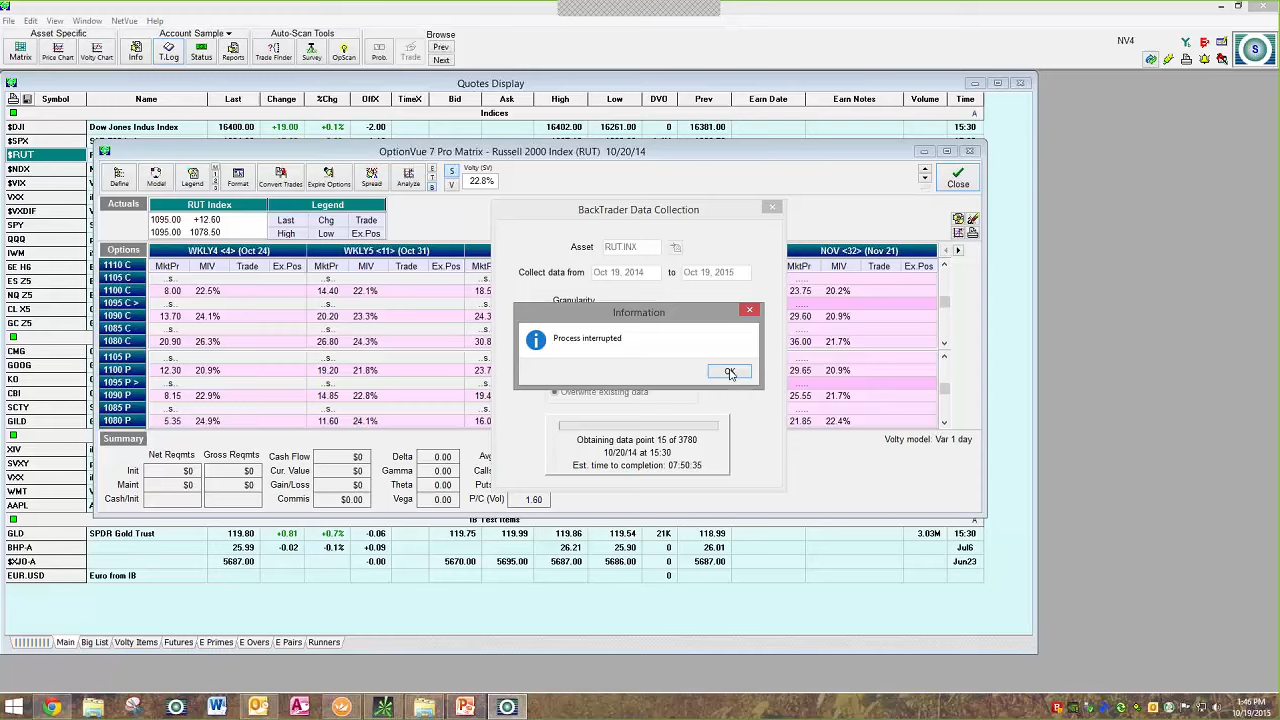 File Edit View Window NetVue Help
Asset Specific Account Sample Auto-Scan Tools Browse
Prev
Next
Matrix Price Chart Volty Chart Info T.Log Status Reports Trade Finder Survey OpScan Prob. Trade
NV4
Quotes Display
Symbol Name Last Change %Chg OffX TimeX Bid Ask High Low DVO Prev Earn Date Earn Notes Volume Time
Indices A
$DJI Dow Jones Indus Index 16400.00 +19.00 +0.1% -2.00 16402.00 16261.00 0 16381.00 15:30
$SPX
$RUT
$NDX
$VIX
VXX
$VXDIF
SPY
QQQ
IWM
6E H6
ES Z5
NQ Z5
CL X5
GC Z5
CMG
GOOG
KO
CBI
CTY
GILD
XIV
SVXY
VXX
WMT
AAPL
OptionVue 7 Pro Matrix - Russell 2000 Index (RUT) 10/20/14
Define Model Legend Format Convert Trades Expire Options Spread Analyze
S
V
Volty (SV)
22.8%
Close
Actuals RUT Index Legend
1095.00 +12.60 Last Chg Trade
1095.00 1078.50 High Low Ex.Pos
Options WKLY4 <4> (Oct 24) WKLY5 <11> (Oct 31) NOV <32> (Nov 21)
1110 C MktPr MIV Trade Ex.Pos MktPr MIV Trade Ex.Pos MktPr MIV Trade Ex.Pos
1105 C ..s.. ..s.. .....
1100 C 8.00 22.5% 14.40 22.1% 18.5 23.75 20.2%
1095 C > ..s.. ..s.. .....
1090 C 13.70 24.1% 20.20 23.3% 24.3 29.60 20.9%
1085 C ..s.. ..s.. .....
1080 C 20.90 26.3% 26.80 24.3% 30.8 36.00 21.7%
1105 P ..s.. ..s.. .....
1100 P 12.30 20.9% 19.20 21.8% 23.2 29.65 20.9%
1095 P > ..s.. ..s.. .....
1090 P 8.15 22.9% 14.85 22.8% 19.4 25.55 21.7%
1085 P ..s.. ..s.. .....
1080 P 5.35 24.9% 11.60 24.1% 16.0 21.85 22.4%
Summary
Volty model: Var 1 day
Net Reqmts Gross Reqmts
Init $0 $0
Maint $0 $0
Cash/Init
Cash Flow $0
Cur. Value $0
Gain/Loss $0
Commis $0.00
Delta 0.00
Gamma 0.00
Theta 0.00
Vega 0.00
P/C (Vol) 1.60
BackTrader Data Collection
Asset RUT.INX
Collect data from Oct 19, 2014 to Oct 19, 2015
Granularity
Information
Process interrupted
OK
Overwrite existing data
Obtaining data point 15 of 3780
10/20/14 at 15:30
Est. time to completion: 07:50:35
IB Test Items A
GLD SPDR Gold Trust 119.80 +0.81 +0.7% -0.06 119.75 119.99 119.86 119.54 21K 118.99 3.03M 15:30
BHP-A 25.99 -0.02 -0.1% +0.09 26.21 25.90 0 26.01 Jul6
$XJO-A 5687.00 -0.00 5670.00 5695.00 5687.00 5686.00 0 5687.00 Jun23
EUR.USD Euro from IB 0
Main Big List Volty Items Futures E Primes E Overs E Pairs Runners
1:46 PM
10/19/2015